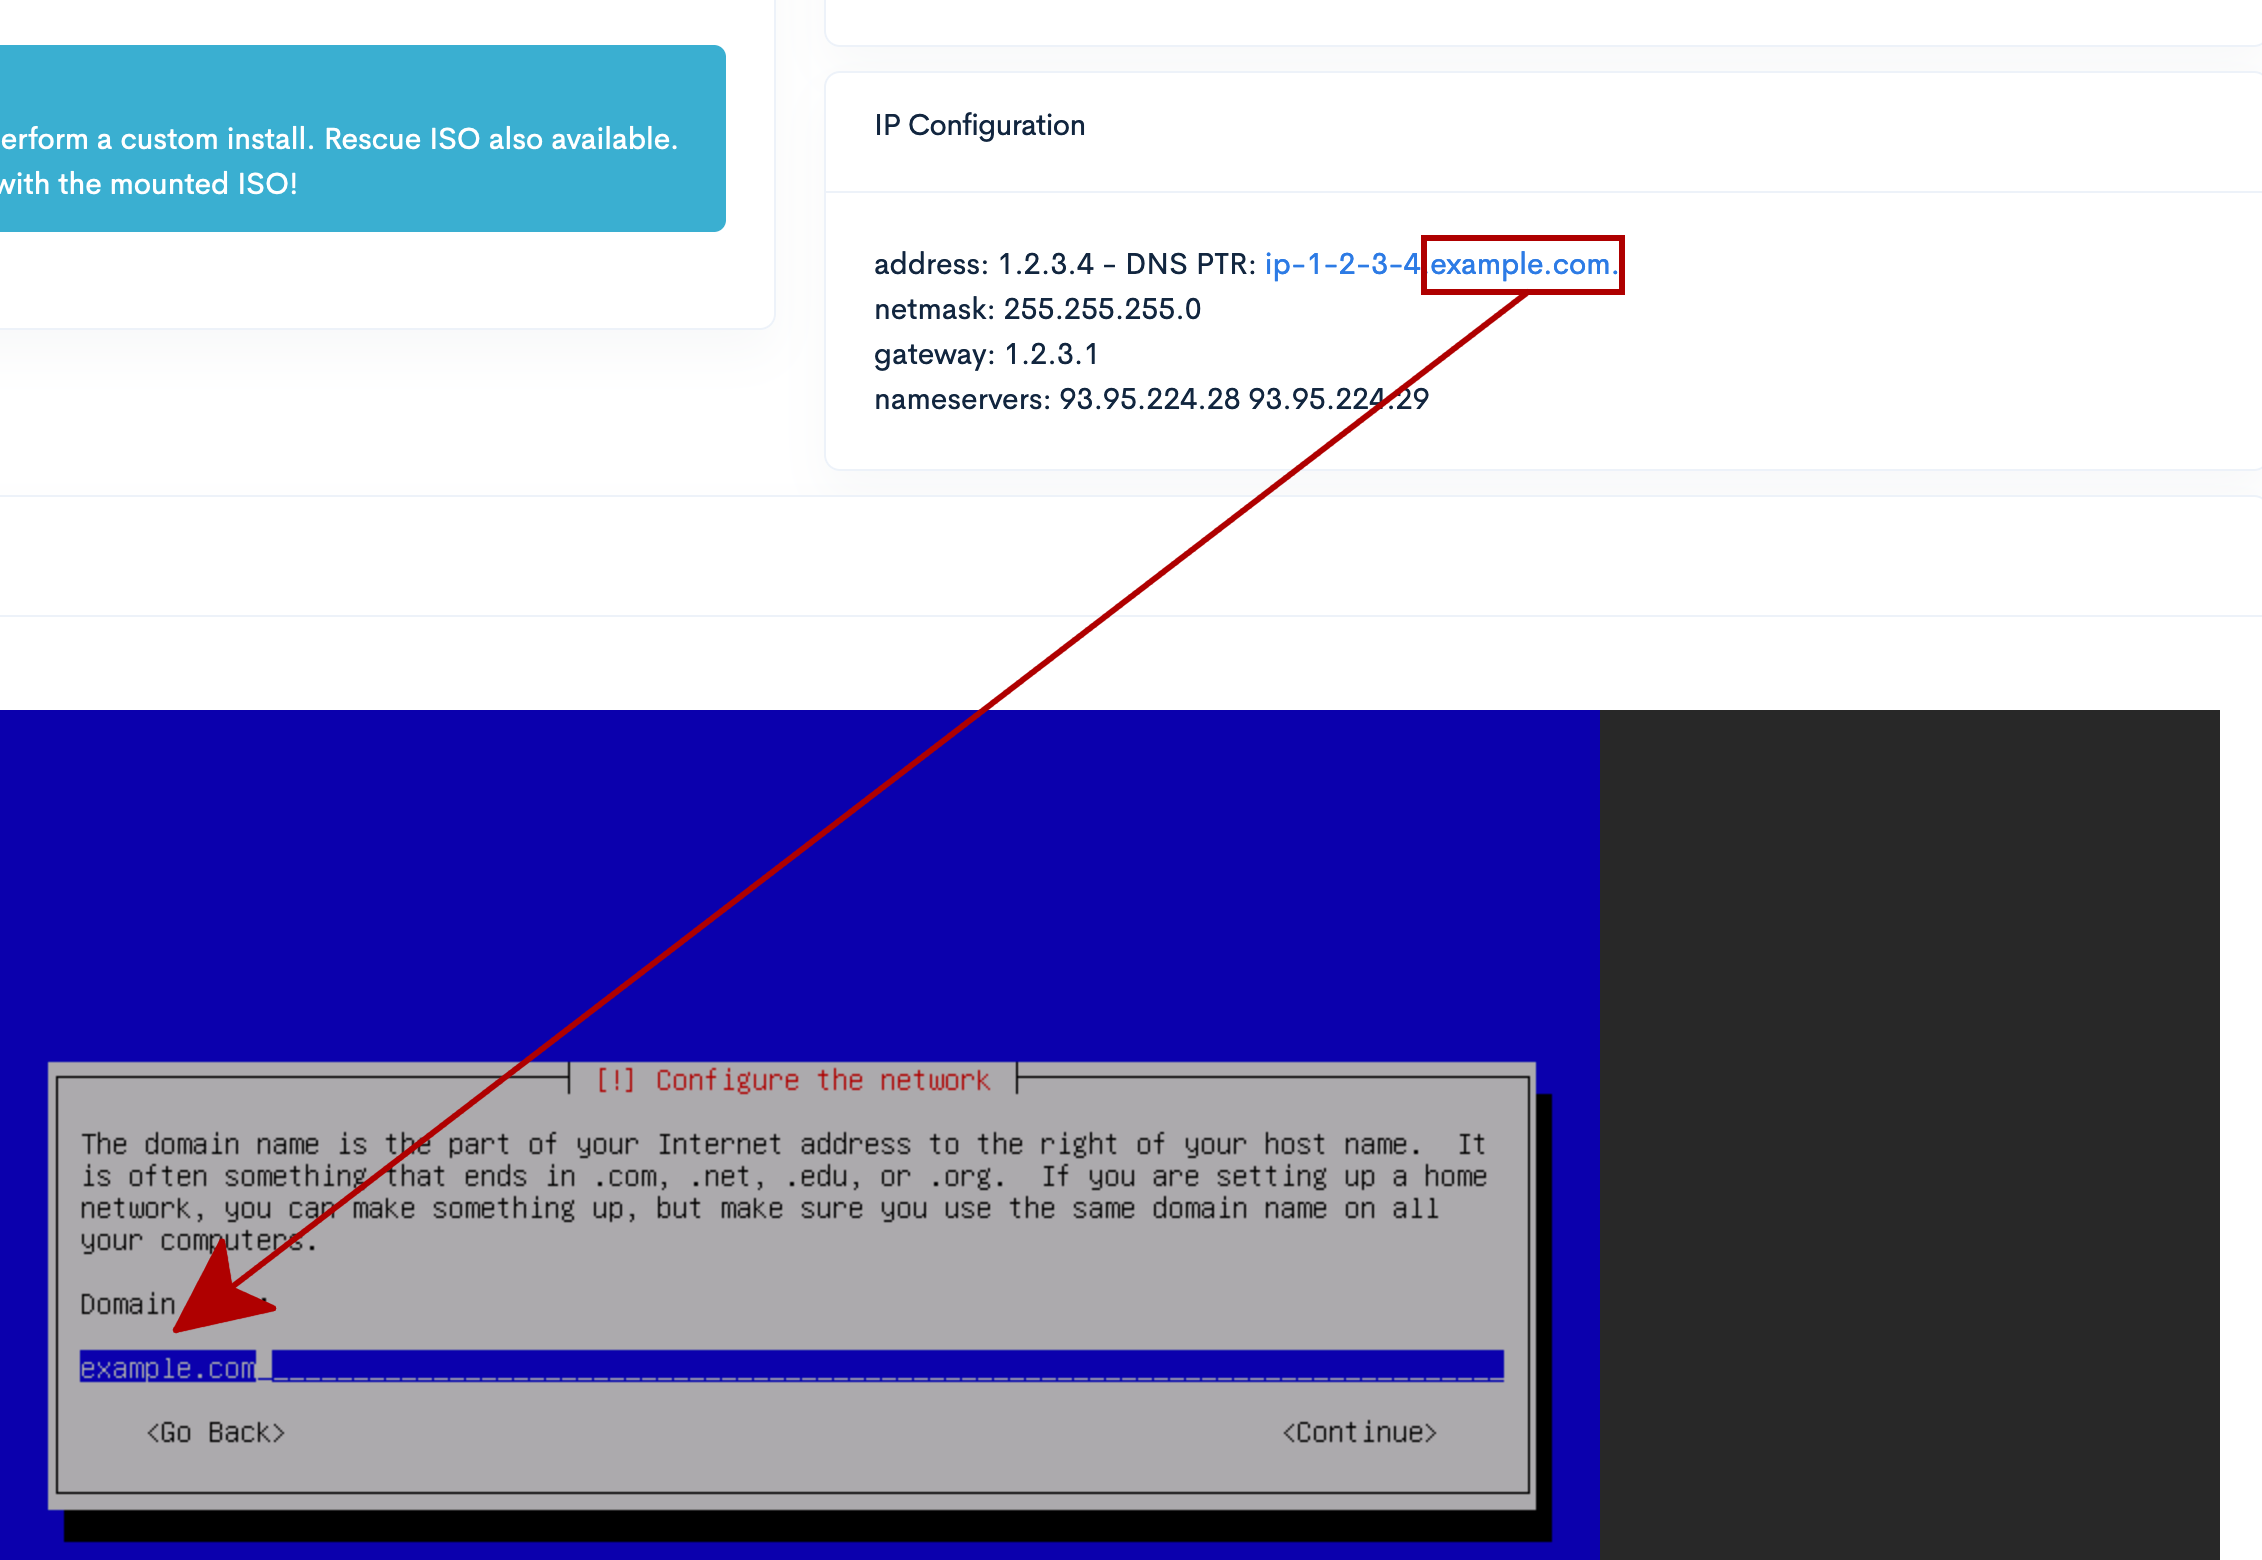 erform a custom install. Rescue ISO also available.
with the mounted ISO!
IP Configuration
address: 1.2.3.4 - DNS PTR: ip-1-2-3-4 example.com.
netmask: 255.255.255.0
gateway: 1.2.3.1
nameservers: 93.95.224.28 93.95.224.29
[!] Configure the network
The domain name is the part of your Internet address to the right of your host name.  It
is often something that ends in .com, .net, .edu, or .org.  If you are setting up a home
network, you can make something up, but make sure you use the same domain name on all
your computers.
Domain
example.com
<Go Back> <Continue>